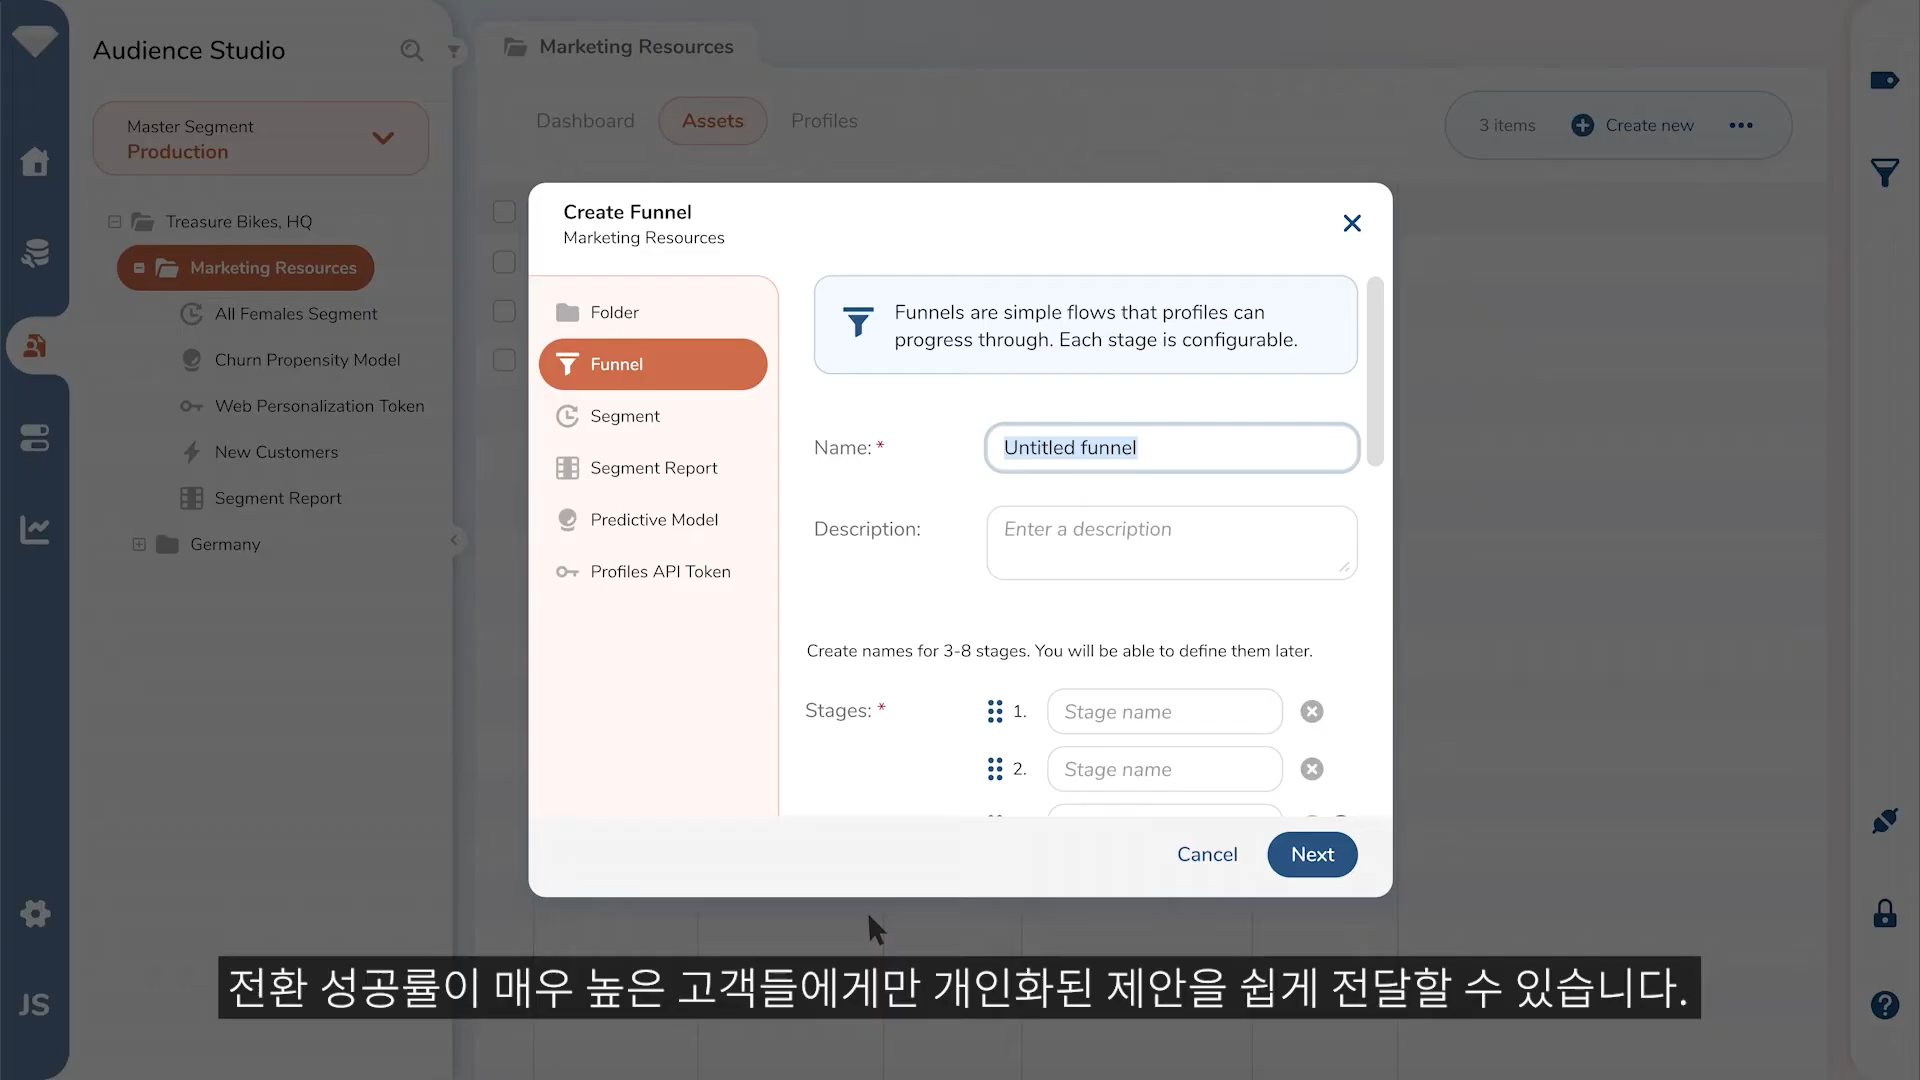 Audience Studio
Master Segment
Production
Treasure Bikes, HQ
Marketing Resources
All Females Segment
Churn Propensity Model
Web Personalization Token
New Customers
Segment Report
Germany
JS
Marketing Resources
Dashboard
Assets
Profiles
3 items
Create new
Create Funnel
Marketing Resources
Folder
Funnel
Segment
Segment Report
Predictive Model
Profiles API Token
Funnels are simple flows that profiles can
progress through. Each stage is configurable.
Name: *
Untitled funnel
Description:
Enter a description
Create names for 3-8 stages. You will be able to define them later.
Stages: *
1.
Stage name
2.
Stage name
Cancel
Next
전환 성공률이 매우 높은 고객들에게만 개인화된 제안을 쉽게 전달할 수 있습니다.